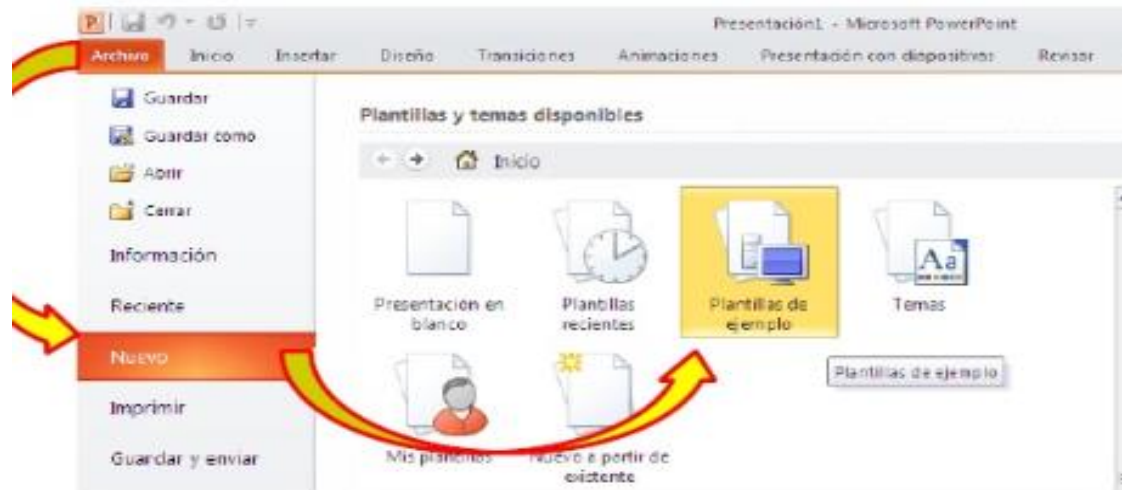 Presentación1 - Microsoft PowerPoint
Archivo Inicio Insertar Diseño Transiciones Animaciones Presentación con diapositivas Revisar
Guardar
Guardar como
Abrir
Cerrar
Información
Reciente
Nuevo
Imprimir
Guardar y enviar
Plantillas y temas disponibles
Inicio
Presentación en
blanco
Plantillas
recientes
Plantillas de
ejemplo
Temas
Plantillas de ejemplo
Mis plantillas
Nuevo a partir de
existente